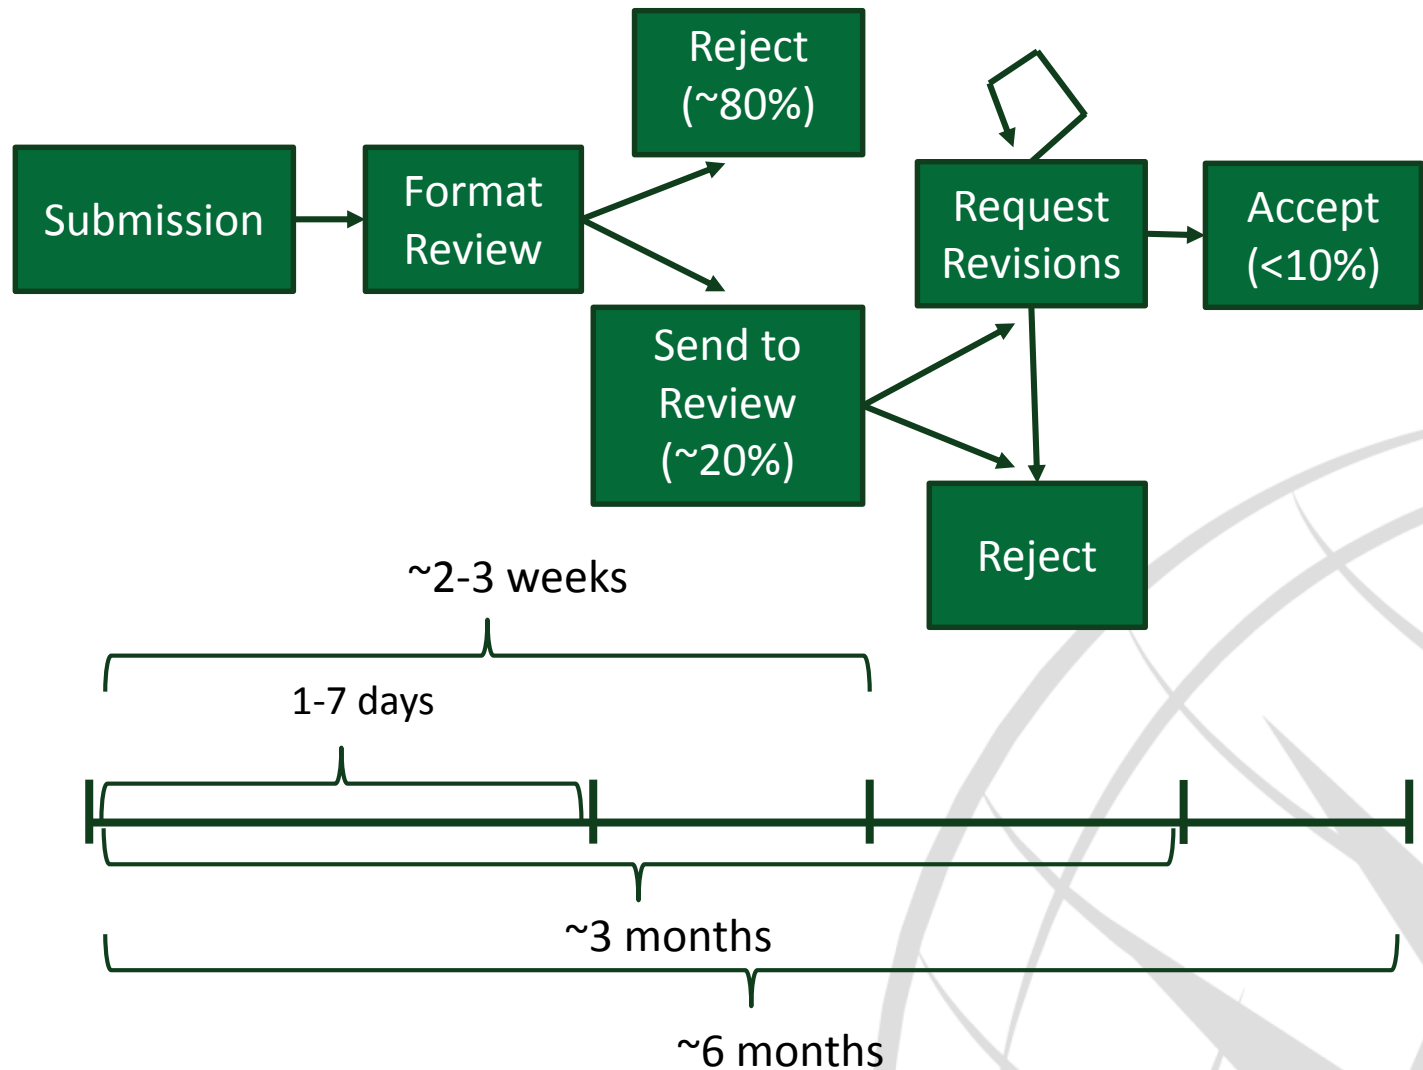 Submission
Format
Review
Reject
(~80%)
Send to
Review
(~20%)
Request
Revisions
Accept
(<10%)
Reject
~2-3 weeks
1-7 days
~3 months
~6 months